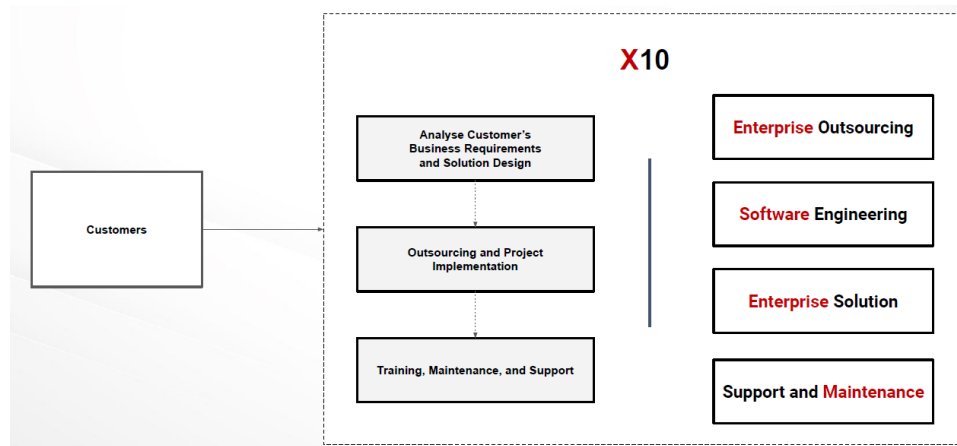 X10
Customers
Analyse Customer's
Business Requirements
and Solution Design
Outsourcing and Project
Implementation
Training, Maintenance, and Support
Enterprise Outsourcing
Software Engineering
Enterprise Solution
Support and Maintenance